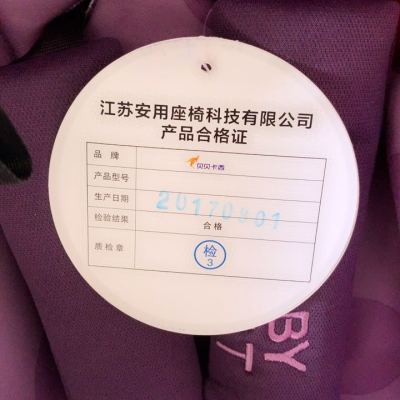 江苏安用座椅科技有限公司
产品合格证
品牌 贝贝卡西
产品型号
生产日期 20170801
检验结果 合格
质检章 检 3
BY
T